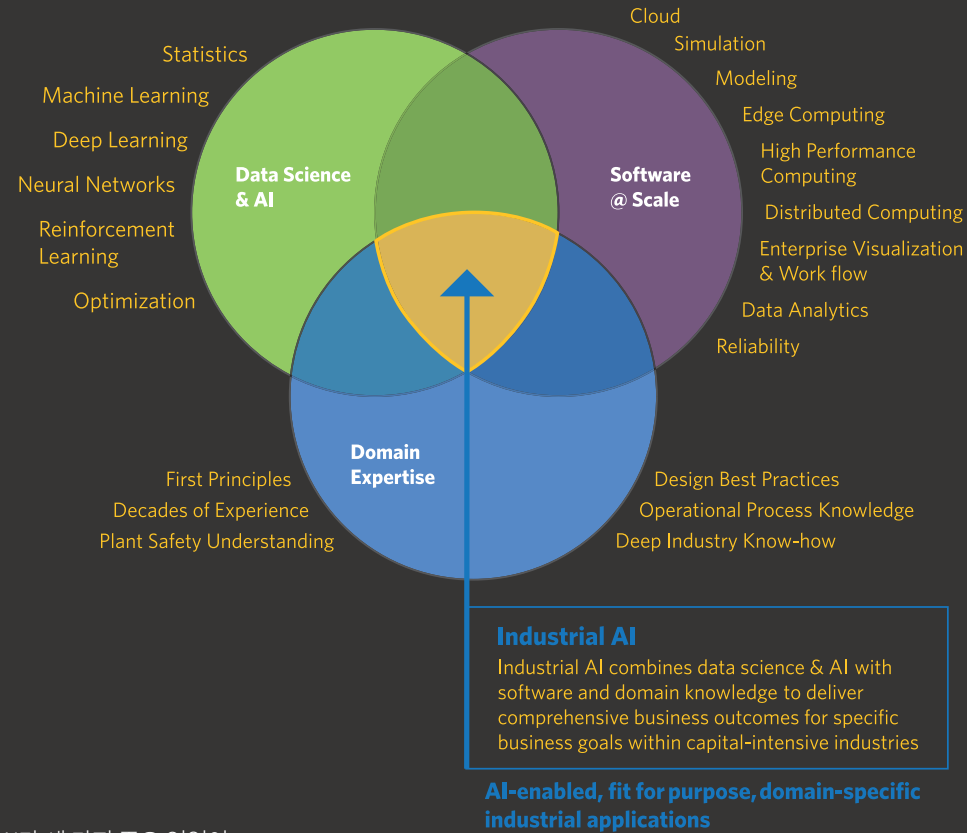 Cloud
Simulation
Modeling
Edge Computing
High Performance
Computing
Distributed Computing
Enterprise Visualization
& Work flow
Data Analytics
Reliability
Statistics
Machine Learning
Deep Learning
Neural Networks
Reinforcement
Learning
Optimization
Data Science
& AI
Software
@ Scale
Domain
Expertise
First Principles
Decades of Experience
Plant Safety Understanding
Design Best Practices
Operational Process Knowledge
Deep Industry Know-how
Industrial AI
Industrial AI combines data science & AI with
software and domain knowledge to deliver
comprehensive business outcomes for specific
business goals within capital-intensive industries
AI-enabled, fit for purpose, domain-specific
industrial applications